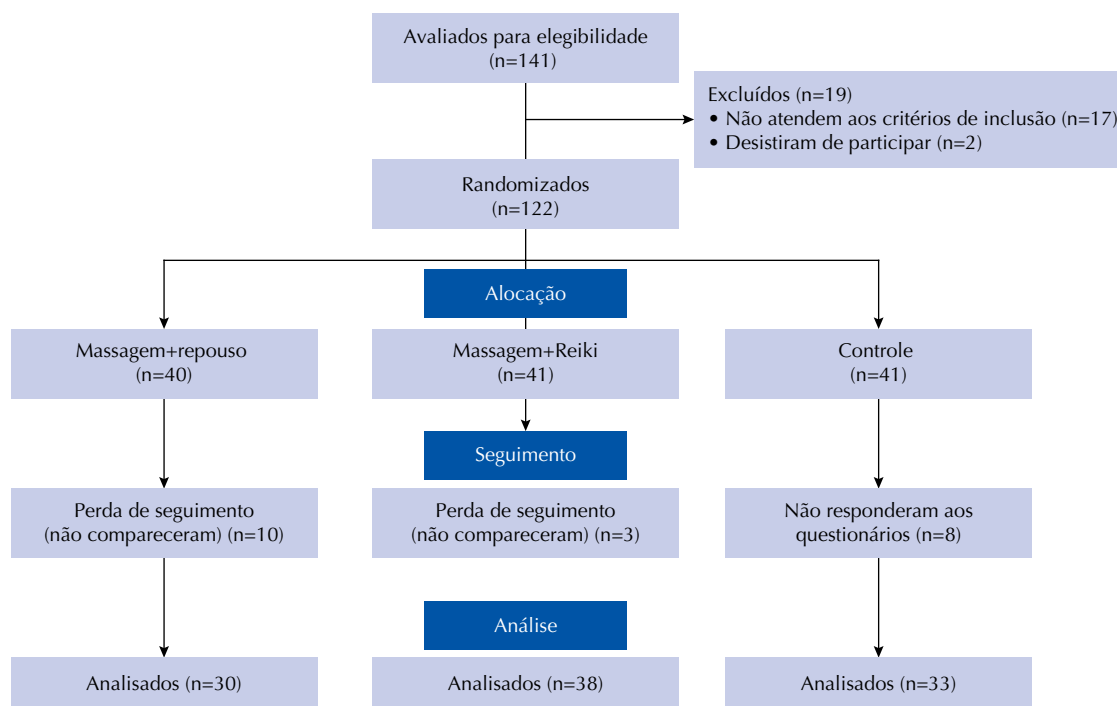 Avaliados para elegibilidade
(n=141)
Excluídos (n=19)
• Não atendem aos critérios de inclusão (n=17)
• Desistiram de participar (n=2)
Randomizados
(n=122)
Alocação
Massagem+repouso
(n=40)
Massagem+Reiki
(n=41)
Controle
(n=41)
Seguimento
Perda de seguimento
(não compareceram) (n=10)
Perda de seguimento
(não compareceram) (n=3)
Não responderam aos
questionários (n=8)
Análise
Analisados (n=30)
Analisados (n=38)
Analisados (n=33)